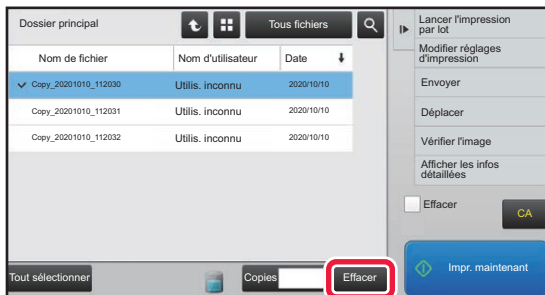 Dossier principal
Tous fichiers
Nom de fichier Nom d'utilisateur Date
Copy_20201010_112030 Utilis. inconnu 2020/10/10
Copy_20201010_112031 Utilis. inconnu 2020/10/10
Copy_20201010_112032 Utilis. inconnu 2020/10/10
Tout sélectionner
Copies
Effacer
Lancer l'impression
par lot
Modifier réglages
d'impression
Envoyer
Déplacer
Vérifier l'image
Afficher les infos
détaillées
Effacer
CA
Impr. maintenant